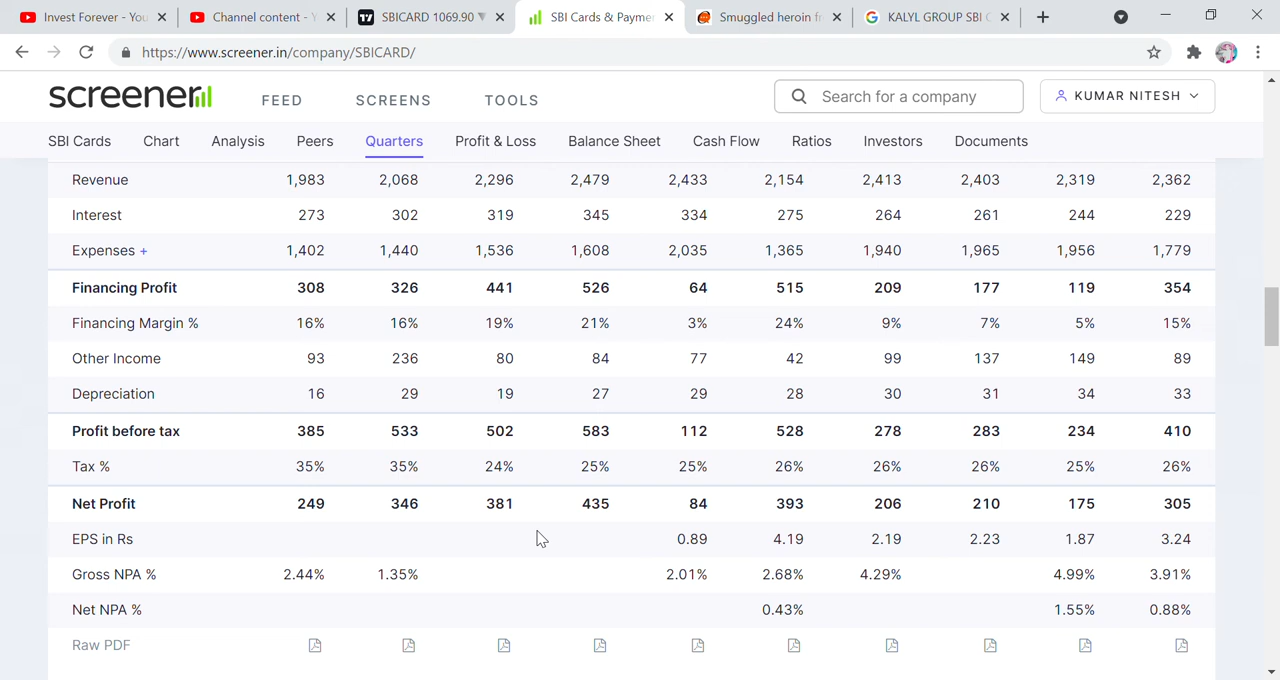 Invest Forever - You
Channel content - Y
SBICARD 1069.90 ▼
SBI Cards & Payme
Smuggled heroin f
KALYL GROUP SBI C
https://www.screener.in/company/SBICARD/
screener
FEED
SCREENS
TOOLS
Search for a company
KUMAR NITESH
SBI Cards Chart Analysis Peers Quarters Profit & Loss Balance Sheet Cash Flow Ratios Investors Documents
Revenue 1,983 2,068 2,296 2,479 2,433 2,154 2,413 2,403 2,319 2,362
Interest 273 302 319 345 334 275 264 261 244 229
Expenses + 1,402 1,440 1,536 1,608 2,035 1,365 1,940 1,965 1,956 1,779
Financing Profit 308 326 441 526 64 515 209 177 119 354
Financing Margin % 16% 16% 19% 21% 3% 24% 9% 7% 5% 15%
Other Income 93 236 80 84 77 42 99 137 149 89
Depreciation 16 29 19 27 29 28 30 31 34 33
Profit before tax 385 533 502 583 112 528 278 283 234 410
Tax % 35% 35% 24% 25% 25% 26% 26% 26% 25% 26%
Net Profit 249 346 381 435 84 393 206 210 175 305
EPS in Rs 0.89 4.19 2.19 2.23 1.87 3.24
Gross NPA % 2.44% 1.35% 2.01% 2.68% 4.29% 4.99% 3.91%
Net NPA % 0.43% 1.55% 0.88%
Raw PDF